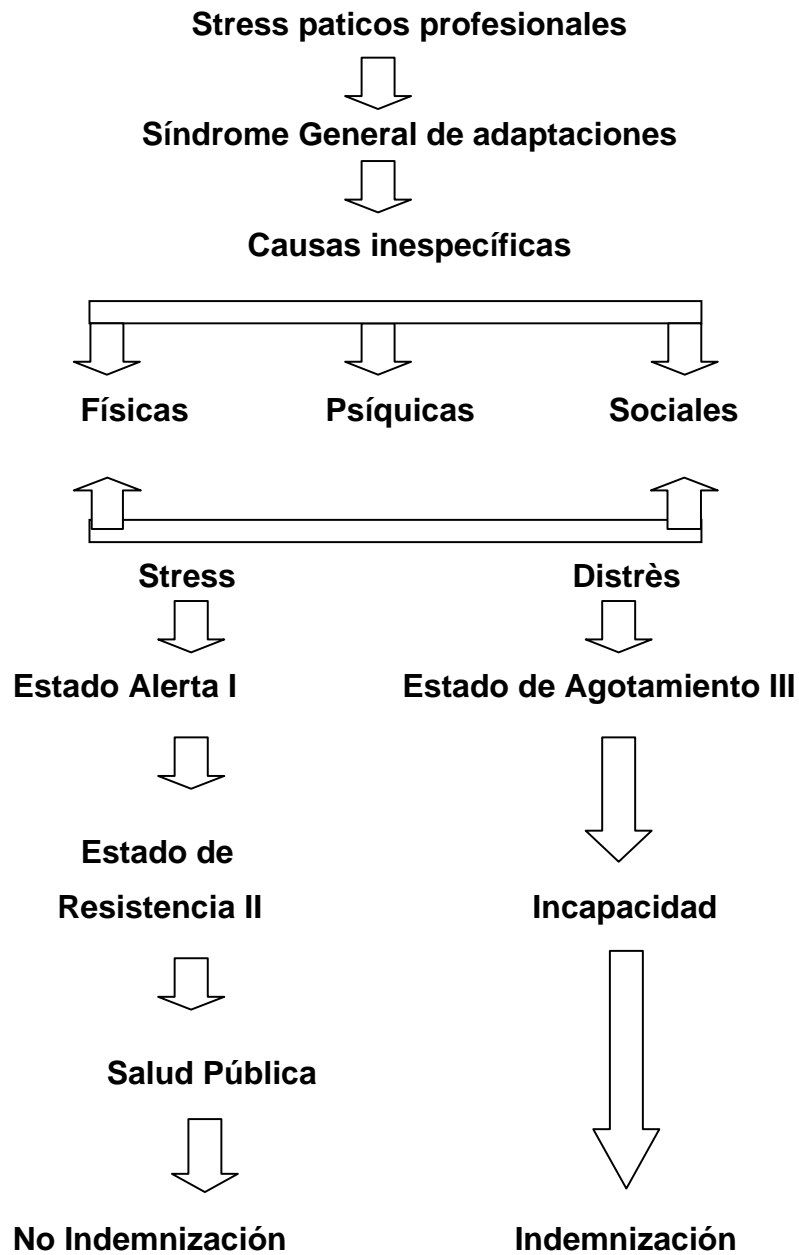 Stress paticos profesionales
Síndrome General de adaptaciones
Causas inespecíficas
Físicas Psíquicas Sociales
Stress Distrès
Estado Alerta I Estado de Agotamiento III
Estado de
Resistencia II Incapacidad
Salud Pública
No Indemnización Indemnización